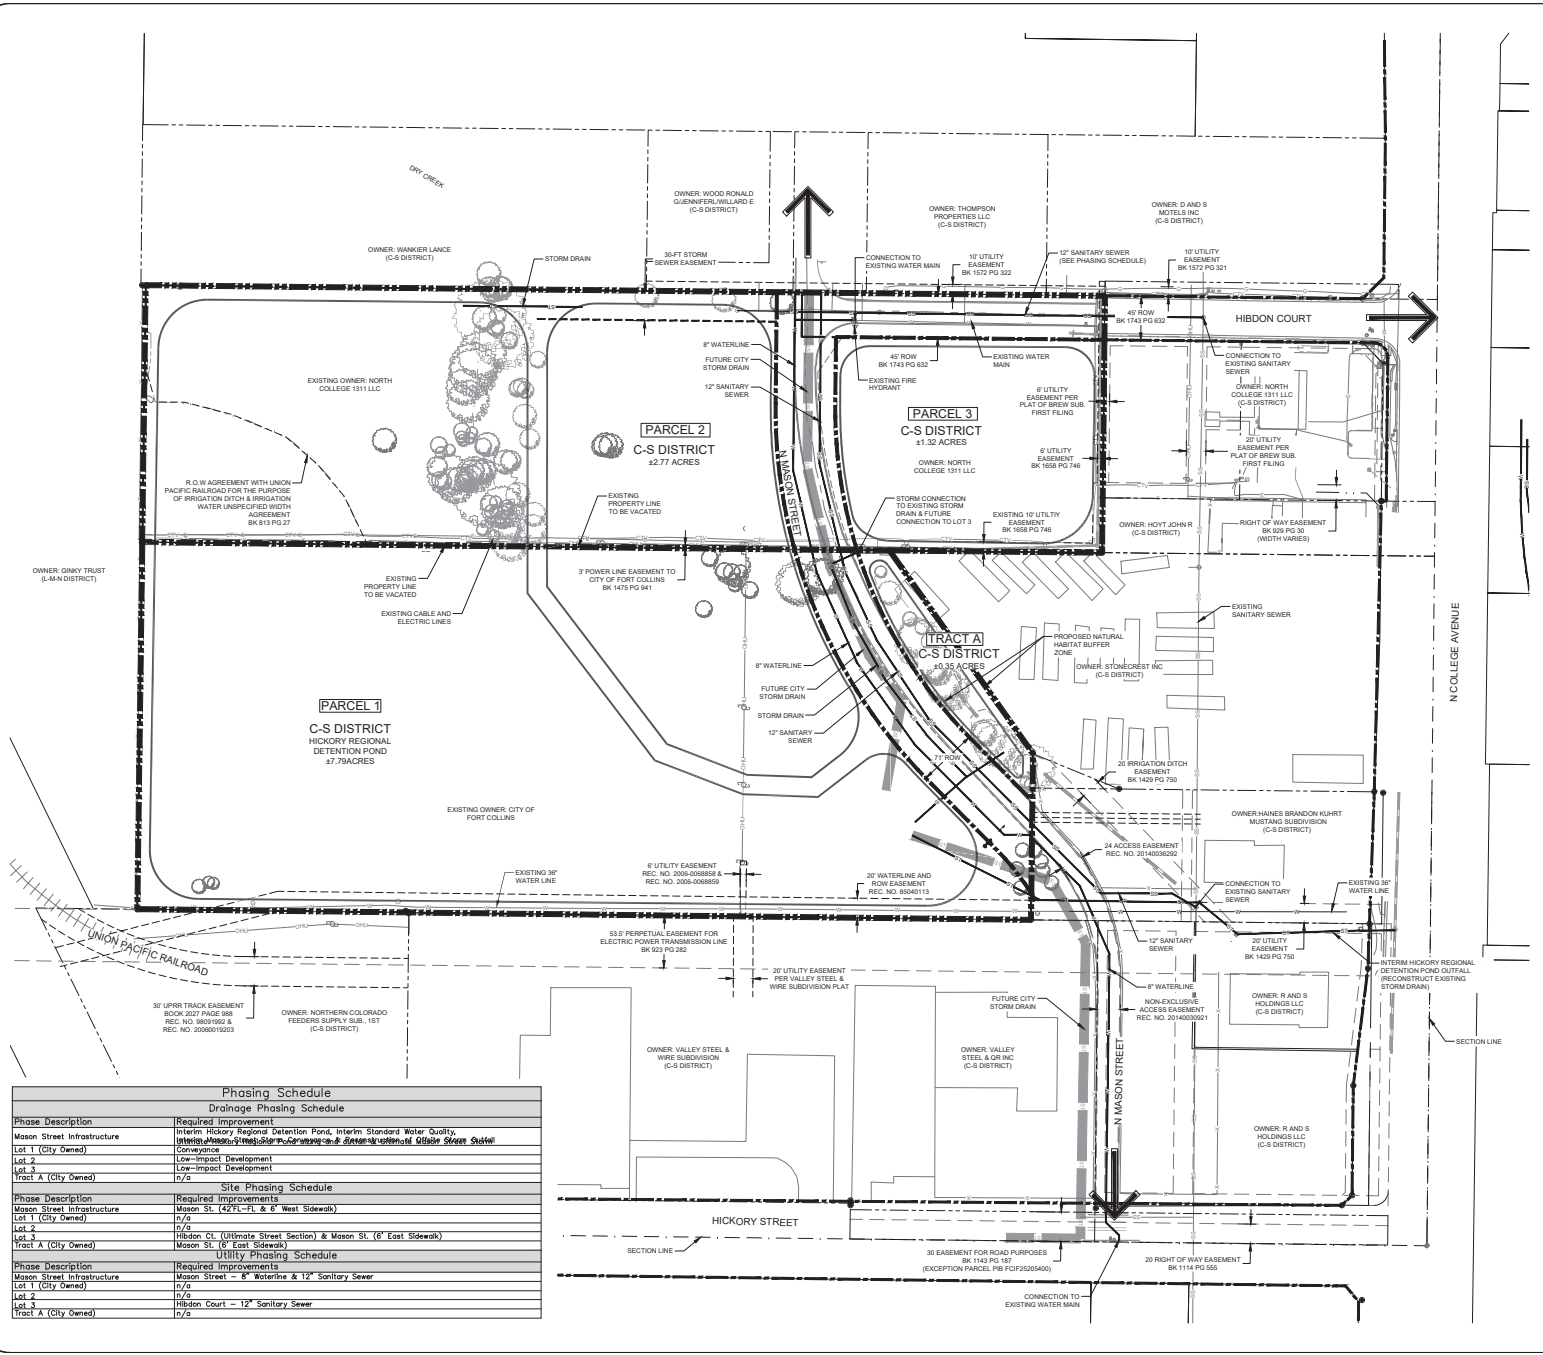 DRY CREEK
OWNER: WOOD RONALD
G/JENNIFERL/WILLARD E
(C-S DISTRICT)
OWNER: THOMPSON
PROPERTIES LLC
(C-S DISTRICT)
OWNER: D AND S
MOTELS INC
(C-S DISTRICT)
OWNER: WANKIER LANCE
(C-S DISTRICT)
STORM DRAIN
30-FT STORM
SEWER EASEMENT
CONNECTION TO
EXISTING WATER MAIN
10' UTILITY
EASEMENT
BK 1572 PG 322
12" SANITARY SEWER
(SEE PHASING SCHEDULE)
10' UTILITY
EASEMENT
BK 1572 PG 321
45' ROW
BK 1743 PG 632
HIBDON COURT
8" WATERLINE
FUTURE CITY
STORM DRAIN
12" SANITARY
SEWER
45' ROW
BK 1743 PG 632
EXISTING WATER
MAIN
EXISTING FIRE
HYDRANT
CONNECTION TO
EXISTING SANITARY
SEWER
OWNER: NORTH
COLLEGE 1311 LLC
(C-S DISTRICT)
EXISTING OWNER: NORTH
COLLEGE 1311 LLC
6' UTILITY
EASEMENT PER
PLAT OF BREW SUB.
FIRST FILING
PARCEL 3
C-S DISTRICT
±1.32 ACRES
OWNER: NORTH
COLLEGE 1311 LLC
PARCEL 2
C-S DISTRICT
±2.77 ACRES
6' UTILITY
EASEMENT
BK 1658 PG 746
20' UTILITY
EASEMENT PER
PLAT OF BREW SUB.
FIRST FILING
N MASON STREET
R.O.W AGREEMENT WITH UNION
PACIFIC RAILROAD FOR THE PURPOSE
OF IRRIGATION DITCH & IRRIGATION
WATER UNSPECIFIED WIDTH
AGREEMENT
BK 813 PG 27
EXISTING
PROPERTY LINE
TO BE VACATED
STORM CONNECTION
TO EXISTING STORM
DRAIN & FUTURE
CONNECTION TO LOT 3
EXISTING 10' UTILTIY
EASEMENT
BK 1658 PG 746
OWNER: HOYT JOHN R
(C-S DISTRICT)
RIGHT OF WAY EASEMENT
BK 929 PG 30
(WIDTH VARIES)
OWNER: GINKY TRUST
(L-M-N DISTRICT)
EXISTING
PROPERTY LINE
TO BE VACATED
3' POWER LINE EASEMENT TO
CITY OF FORT COLLINS
BK 1475 PG 941
EXISTING CABLE AND
ELECTRIC LINES
EXISTING
SANITARY SEWER
N COLLEGE AVENUE
TRACT A
C-S DISTRICT
±0.35 ACRES
PROPOSED NATURAL
HABITAT BUFFER
ZONE
OWNER: STONECREST INC
(C-S DISTRICT)
8" WATERLINE
FUTURE CITY
STORM DRAIN
STORM DRAIN
12" SANITARY
SEWER
PARCEL 1
C-S DISTRICT
HICKORY REGIONAL
DETENTION POND
±7.79ACRES
71' ROW
20 IRRIGATION DITCH
EASEMENT
BK 1429 PG 750
EXISTING OWNER: CITY OF
FORT COLLINS
OWNER:HAINES BRANDON KUHRT
MUSTANG SUBDIVISION
(C-S DISTRICT)
24 ACCESS EASEMENT
REC. NO. 20140036292
6' UTILITY EASEMENT
REC. NO. 2006-0068858 &
REC. NO. 2006-0068859
EXISTING 36"
WATER LINE
20' WATERLINE AND
ROW EASEMENT
REC. NO. 85040113
CONNECTION TO
EXISTING SANITARY
SEWER
EXISTING 36"
WATER LINE
UNION PACIFIC RAILROAD
53.5' PERPETUAL EASEMENT FOR
ELECTRIC POWER TRANSMISSION LINE
BK 923 PG 282
12" SANITARY
SEWER
20' UTILITY
EASEMENT
BK 1429 PG 750
20' UTILITY EASEMENT
PER VALLEY STEEL &
WIRE SUBDIVISION PLAT
INTERIM HICKORY REGIONAL
DETENTION POND OUTFALL
(RECONSTRUCT EXISTING
STORM DRAIN)
8" WATERLINE
30' UPRR TRACK EASEMENT
BOOK 2027 PAGE 988
REC. NO. 98091992 &
REC. NO. 20060019203
OWNER: NORTHERN COLORADO
FEEDERS SUPPLY SUB., 1ST
(C-S DISTRICT)
FUTURE CITY
STORM DRAIN
NON-EXCLUSIVE
ACCESS EASEMENT
REC. NO. 20140030921
OWNER: R AND S
HOLDINGS LLC
(C-S DISTRICT)
SECTION LINE
OWNER: VALLEY STEEL &
WIRE SUBDIVISION
(C-S DISTRICT)
OWNER: VALLEY
STEEL & QR INC
(C-S DISTRICT)
N MASON STREET
OWNER: R AND S
HOLDINGS LLC
(C-S DISTRICT)
HICKORY STREET
SECTION LINE
30 EASEMENT FOR ROAD PURPOSES
BK 1143 PG 187
(EXCEPTION PARCEL PIB FCIF25205400)
20 RIGHT OF WAY EASEMENT
BK 1114 PG 555
CONNECTION TO
EXISTING WATER MAIN
Phasing Schedule
Drainage Phasing Schedule
Phase Description Required Improvement
Mason Street Infrastructure Interim Hickory Regional Detention Pond, Interim Standard Water Quality,
Lot 1 (City Owned) Conveyance
Lot 2 Low-Impact Development
Lot 3 Low-Impact Development
Tract A (City Owned) n/a
Site Phasing Schedule
Phase Description Required Improvements
Mason Street Infrastructure Mason St. (42'FL-FL & 6' West Sidewalk)
Lot 1 (City Owned) n/a
Lot 2 n/a
Lot 3 Hibdon Ct. (Ultimate Street Section) & Mason St. (6' East Sidewalk)
Tract A (City Owned) Mason St. (6' East Sidewalk)
Utility Phasing Schedule
Phase Description Required Improvements
Mason Street Infrastructure Mason Street - 8" Waterline & 12" Sanitary Sewer
Lot 1 (City Owned) n/a
Lot 2 n/a
Lot 3 Hibdon Court - 12" Sanitary Sewer
Tract A (City Owned) n/a